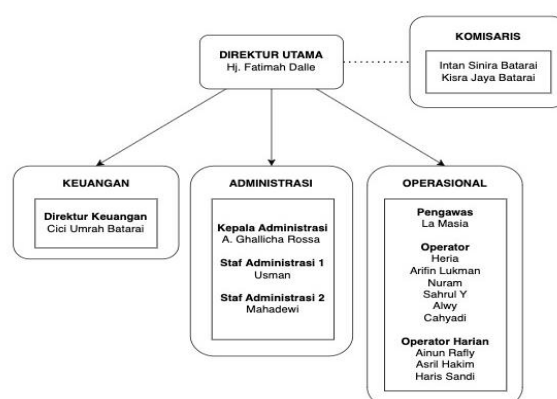 DIREKTUR UTAMA
Hj. Fatimah Dalle
KOMISARIS
Intan Sinira Batarai
Kisra Jaya Batarai
KEUANGAN
Direktur Keuangan
Cici Umrah Batarai
ADMINISTRASI
Kepala Administrasi
A. Ghallicha Rossa
Staf Administrasi 1
Usman
Staf Administrasi 2
Mahadewi
OPERASIONAL
Pengawas
La Masia
Operator
Heria
Arifin Lukman
Nuram
Sahrul Y
Alwy
Cahyadi
Operator Harian
Ainun Rafly
Asril Hakim
Haris Sandi